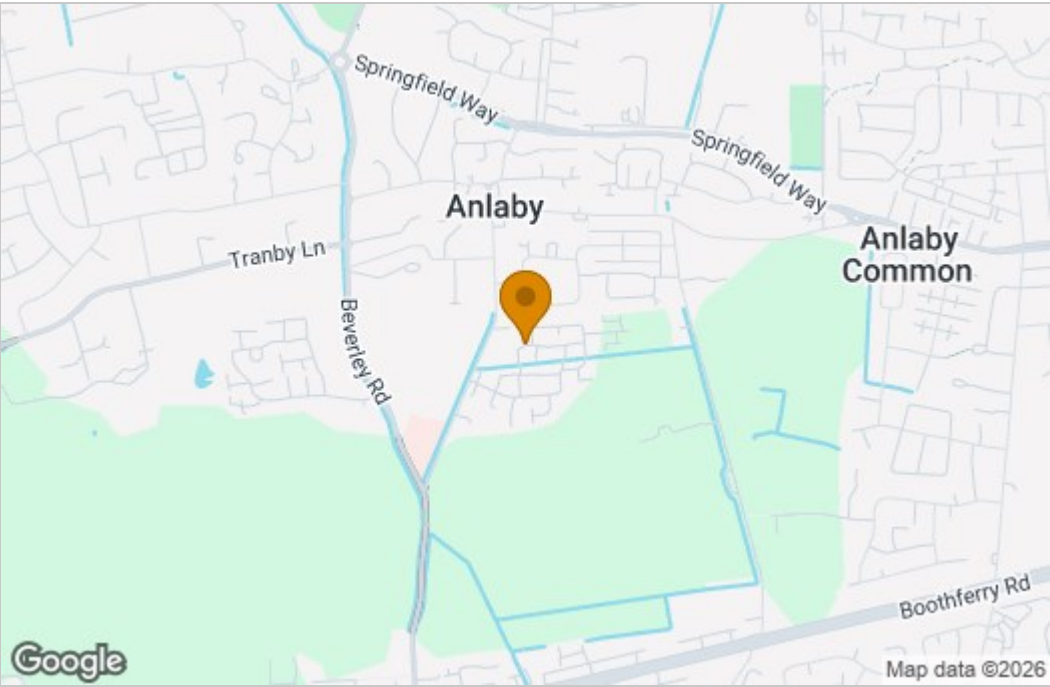 Springfield Way
Springfield Way
Anlaby
Anlaby
Common
Tranby Ln
Beverley Rd
Boothferry Rd
Google
Map data ©2026